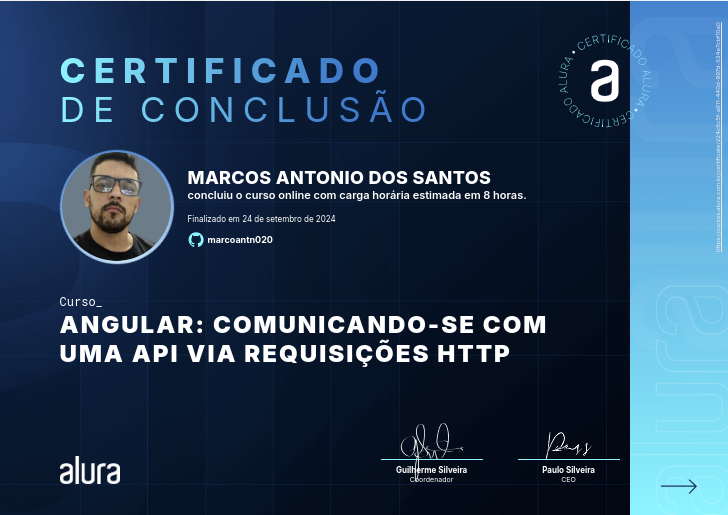 CERTIFICADO
DE CONCLUSÃO
CERTIFICADO ALURA • CERTIFICADO ALURA •
a
MARCOS ANTONIO DOS SANTOS
concluiu o curso online com carga horária estimada em 8 horas.
Finalizado em 24 de setembro de 2024
marcoantn020
Curso_
ANGULAR: COMUNICANDO-SE COM
UMA API VIA REQUISIÇÕES HTTP
alura
Guilherme Silveira
Coordenador
Paulo Silveira
CEO
alura